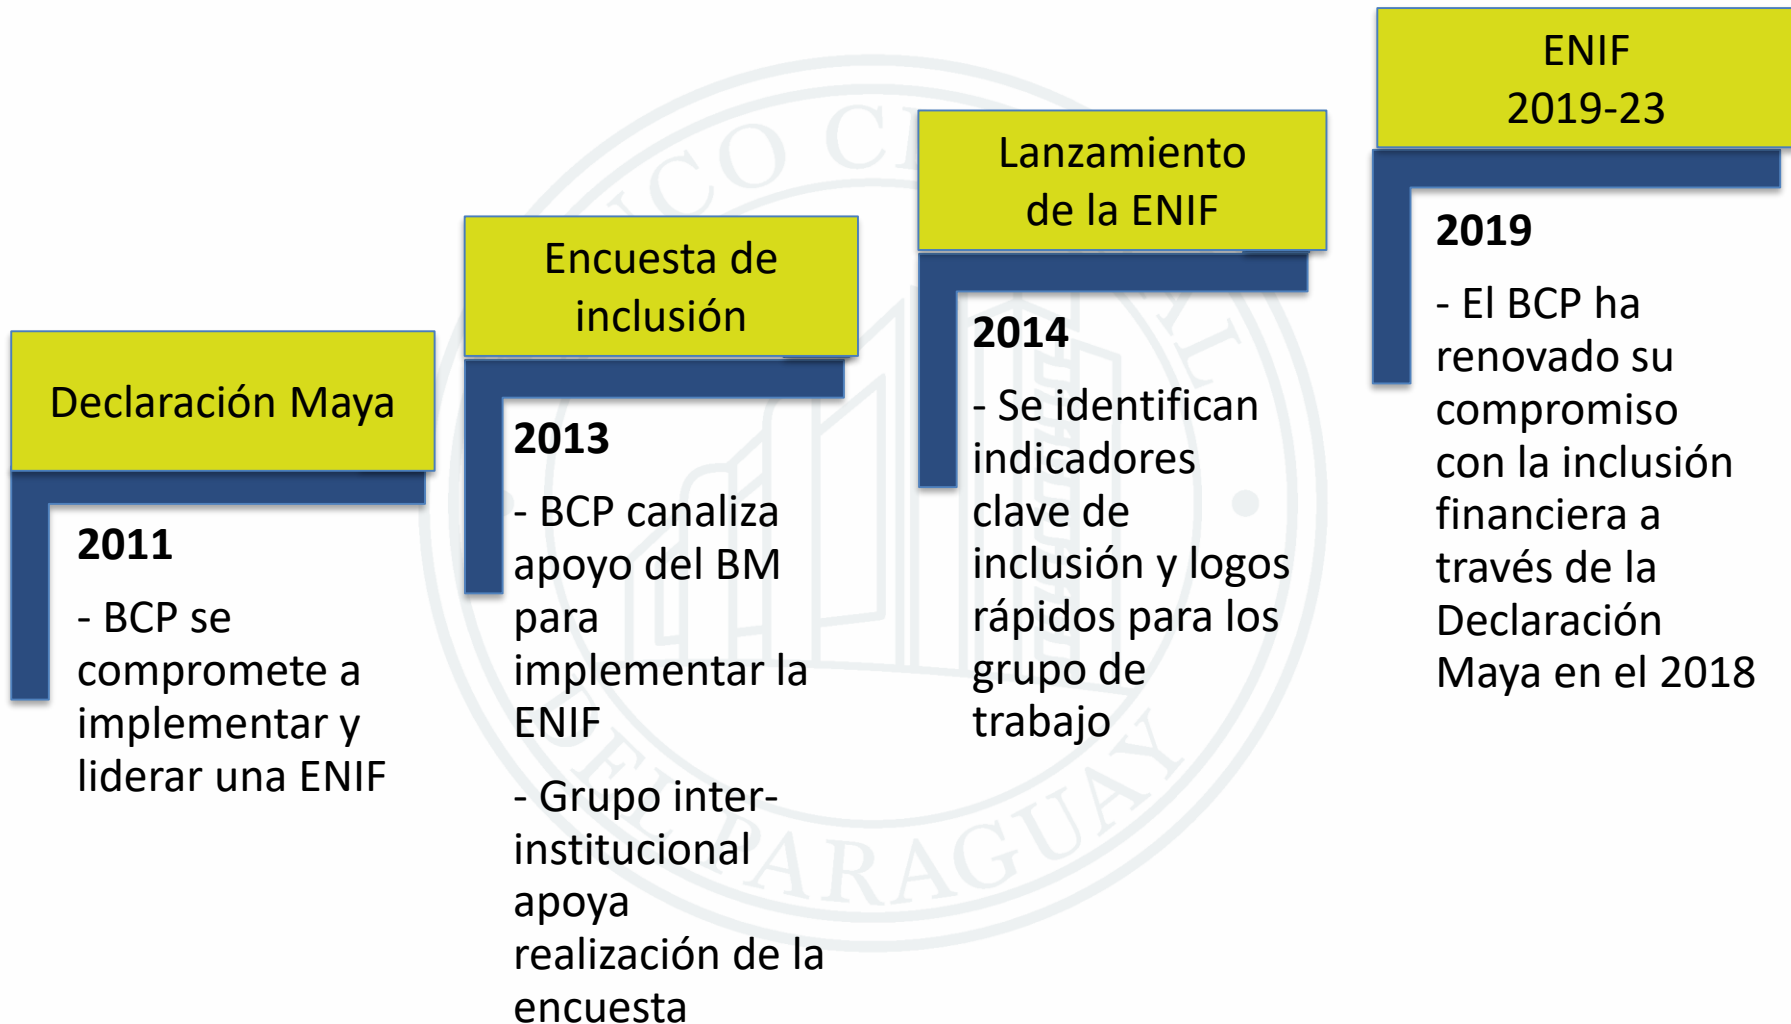 Declaración Maya
2011
- BCP se
compromete a
implementar y
liderar una ENIF
Encuesta de
inclusión
2013
- BCP canaliza
apoyo del BM
para
implementar la
ENIF
- Grupo inter-
institucional
apoya
realización de la
encuesta
Lanzamiento
de la ENIF
2014
- Se identifican
indicadores
clave de
inclusión y logos
rápidos para los
grupo de
trabajo
ENIF
2019-23
2019
- El BCP ha
renovado su
compromiso
con la inclusión
financiera a
través de la
Declaración
Maya en el 2018
DEL PARAGUAY